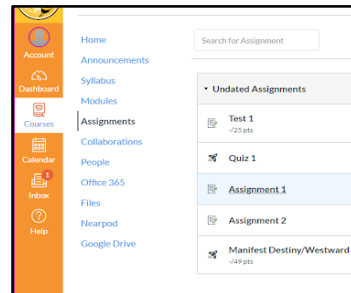 Account
Dashboard
Courses
Calendar
1
Inbox
Help
Home
Announcements
Syllabus
Modules
Assignments
Collaborations
People
Office 365
Files
Nearpod
Google Drive
Search for Assignment
Undated Assignments
Test 1
-/25 pts
Quiz 1
Assignment 1
Assignment 2
Manifest Destiny/Westward
-/49 pts